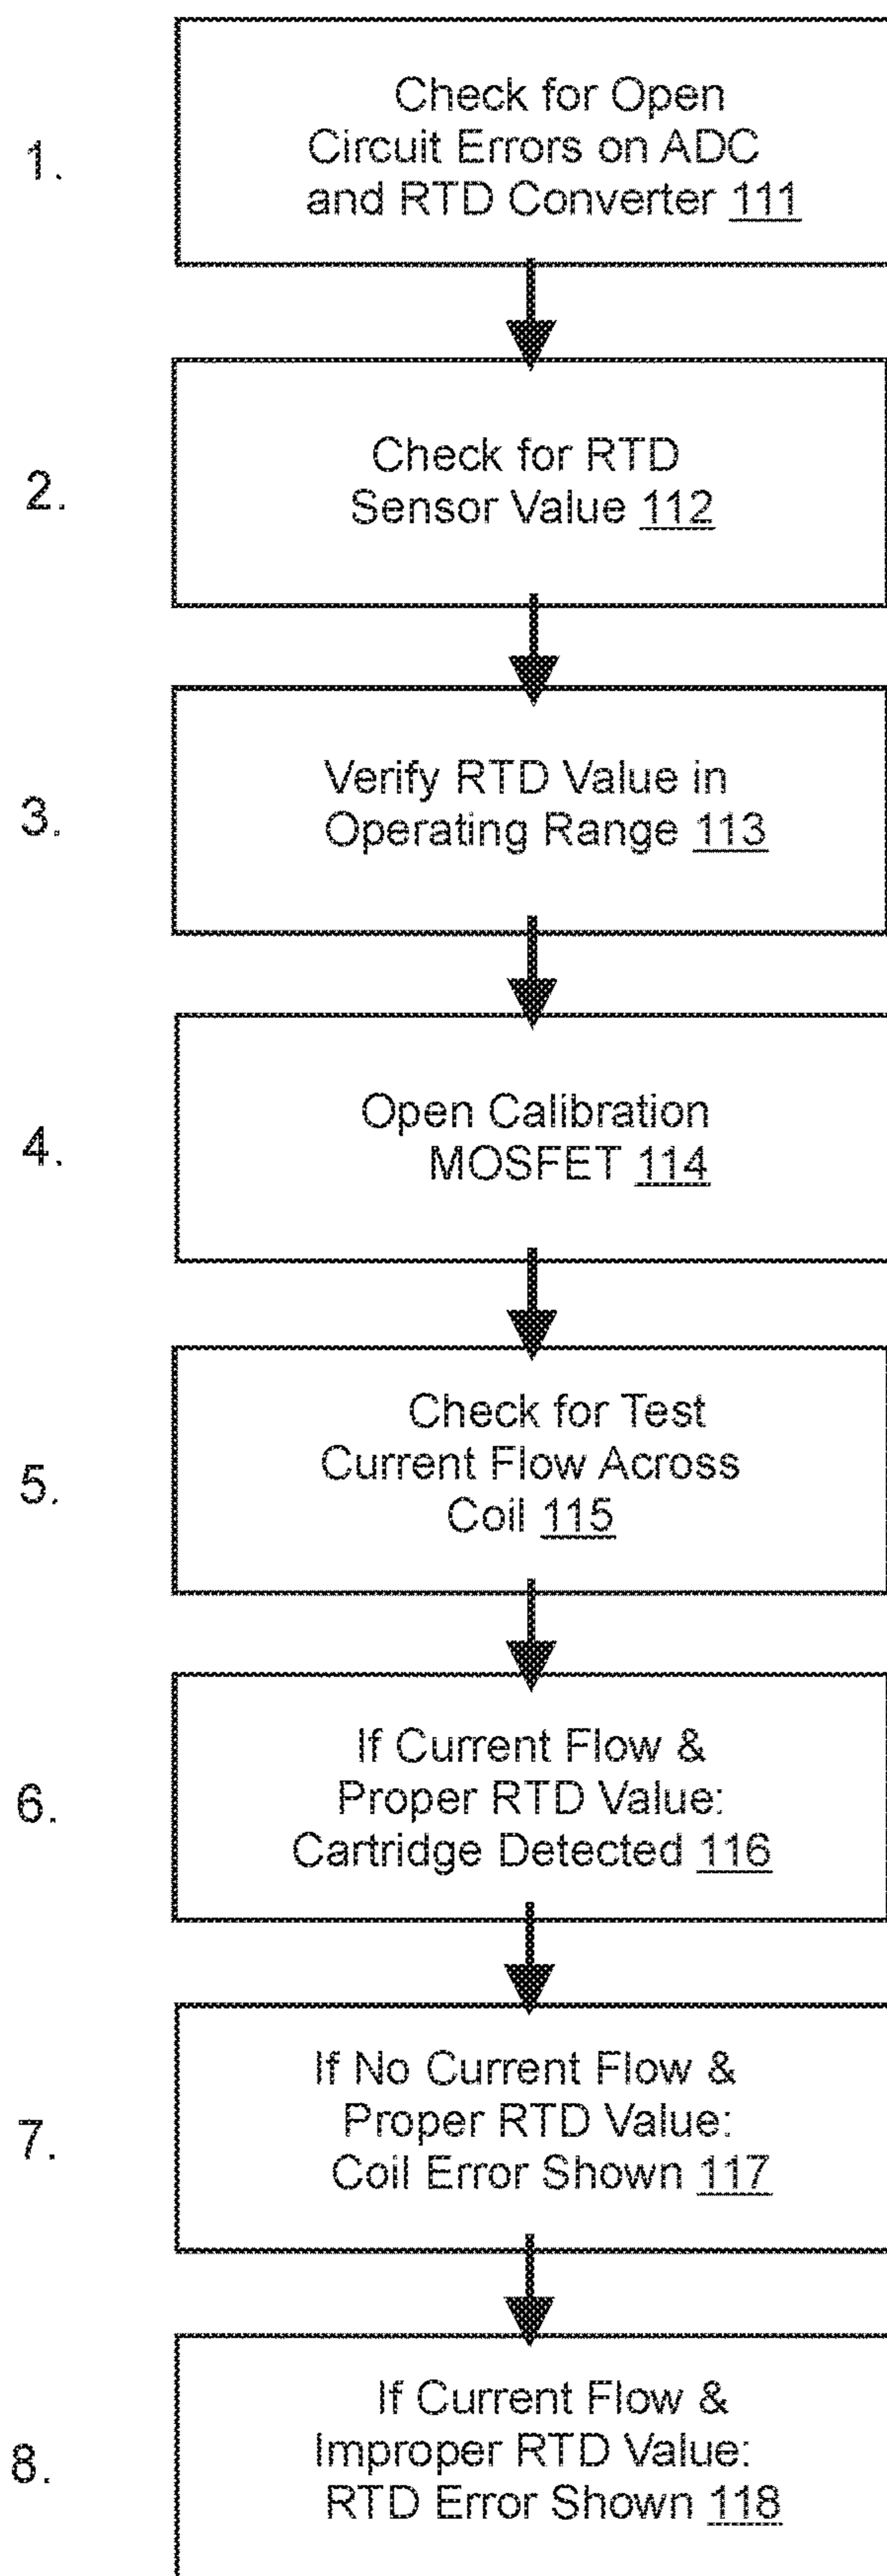 1.
Check for Open
Circuit Errors on ADC
and RTD Converter 111
2.
Check for RTD
Sensor Value 112
3.
Verify RTD Value in
Operating Range 113
4.
Open Calibration
MOSFET 114
5.
Check for Test
Current Flow Across
Coil 115
6.
If Current Flow &
Proper RTD Value:
Cartridge Detected 116
7.
If No Current Flow &
Proper RTD Value:
Coil Error Shown 117
8.
If Current Flow &
Improper RTD Value:
RTD Error Shown 118